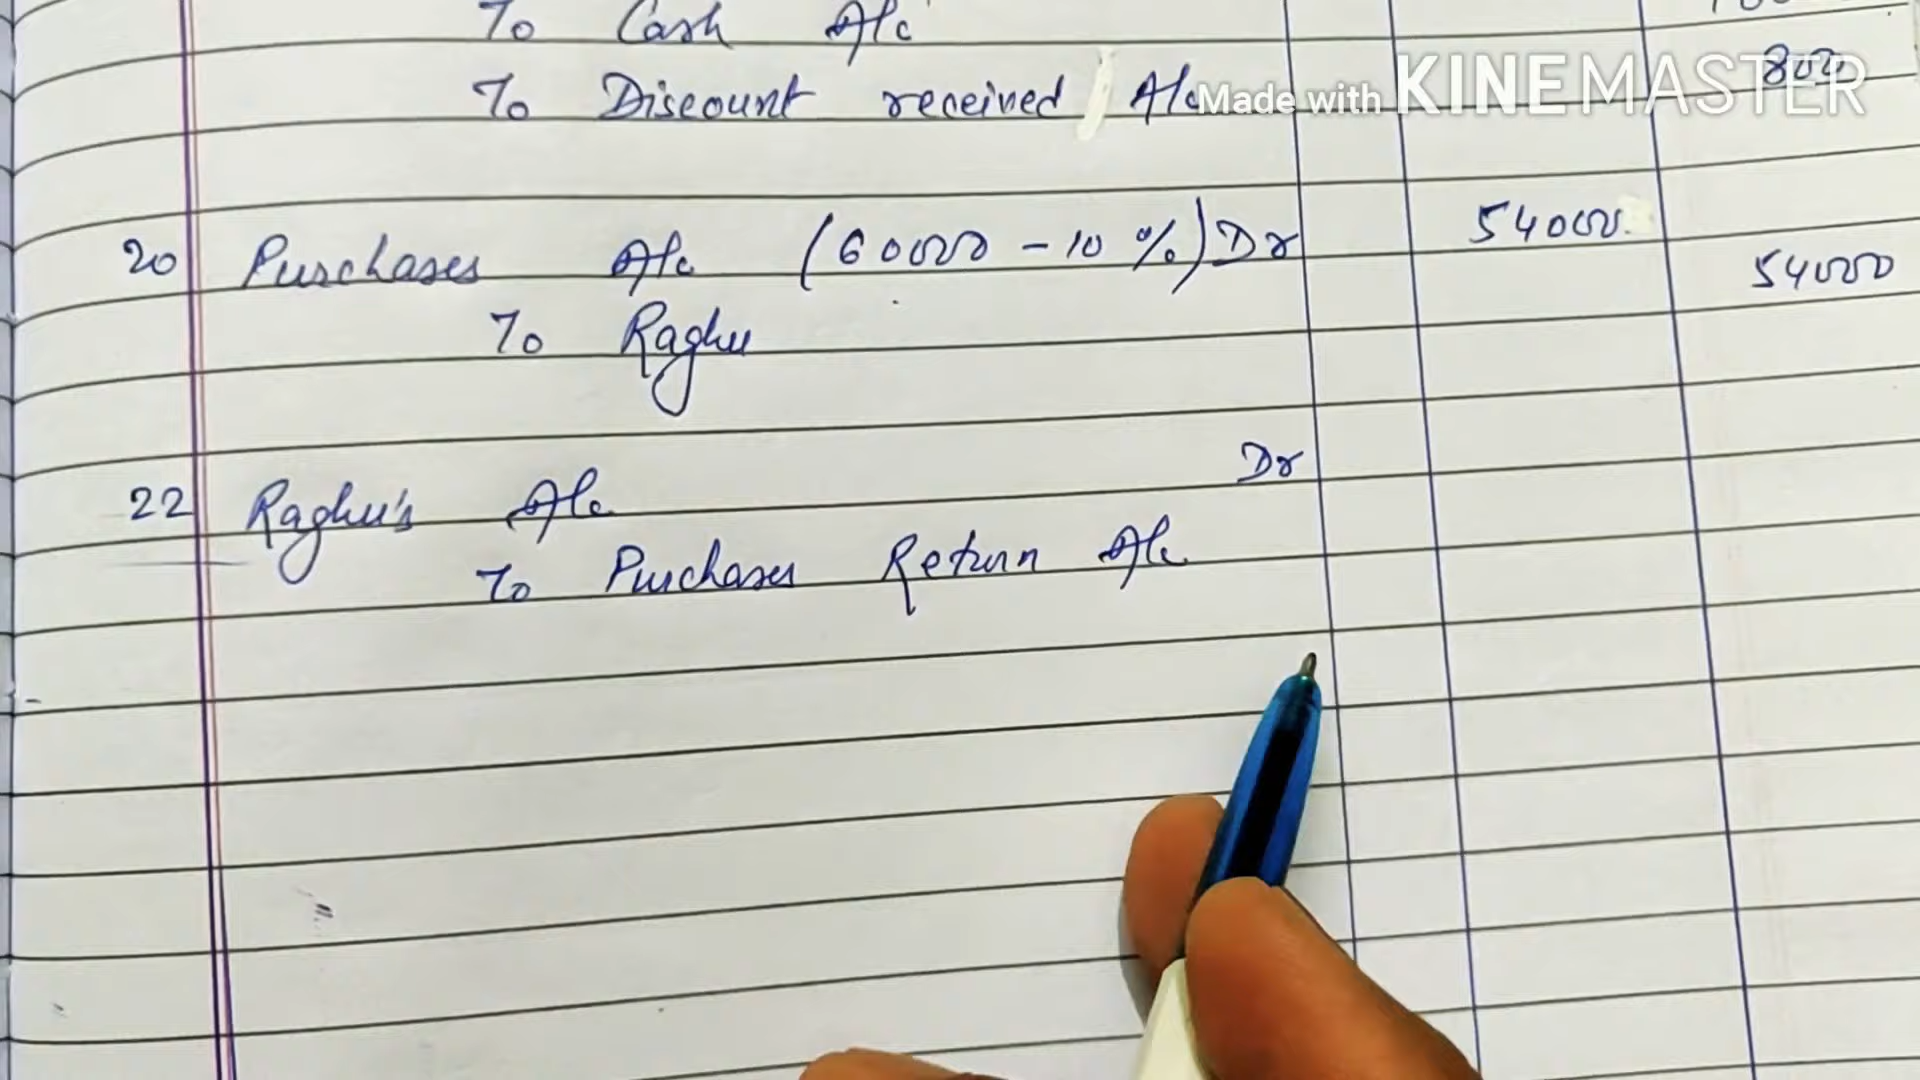 To Cash A/c
800
To Discount received A/c
Made with KINEMASTER
20 Purchases A/c (60000 - 10 %) Dr 54000.
54000
To Raghu
22 Raghu's A/c Dr
To Purchases Return A/c